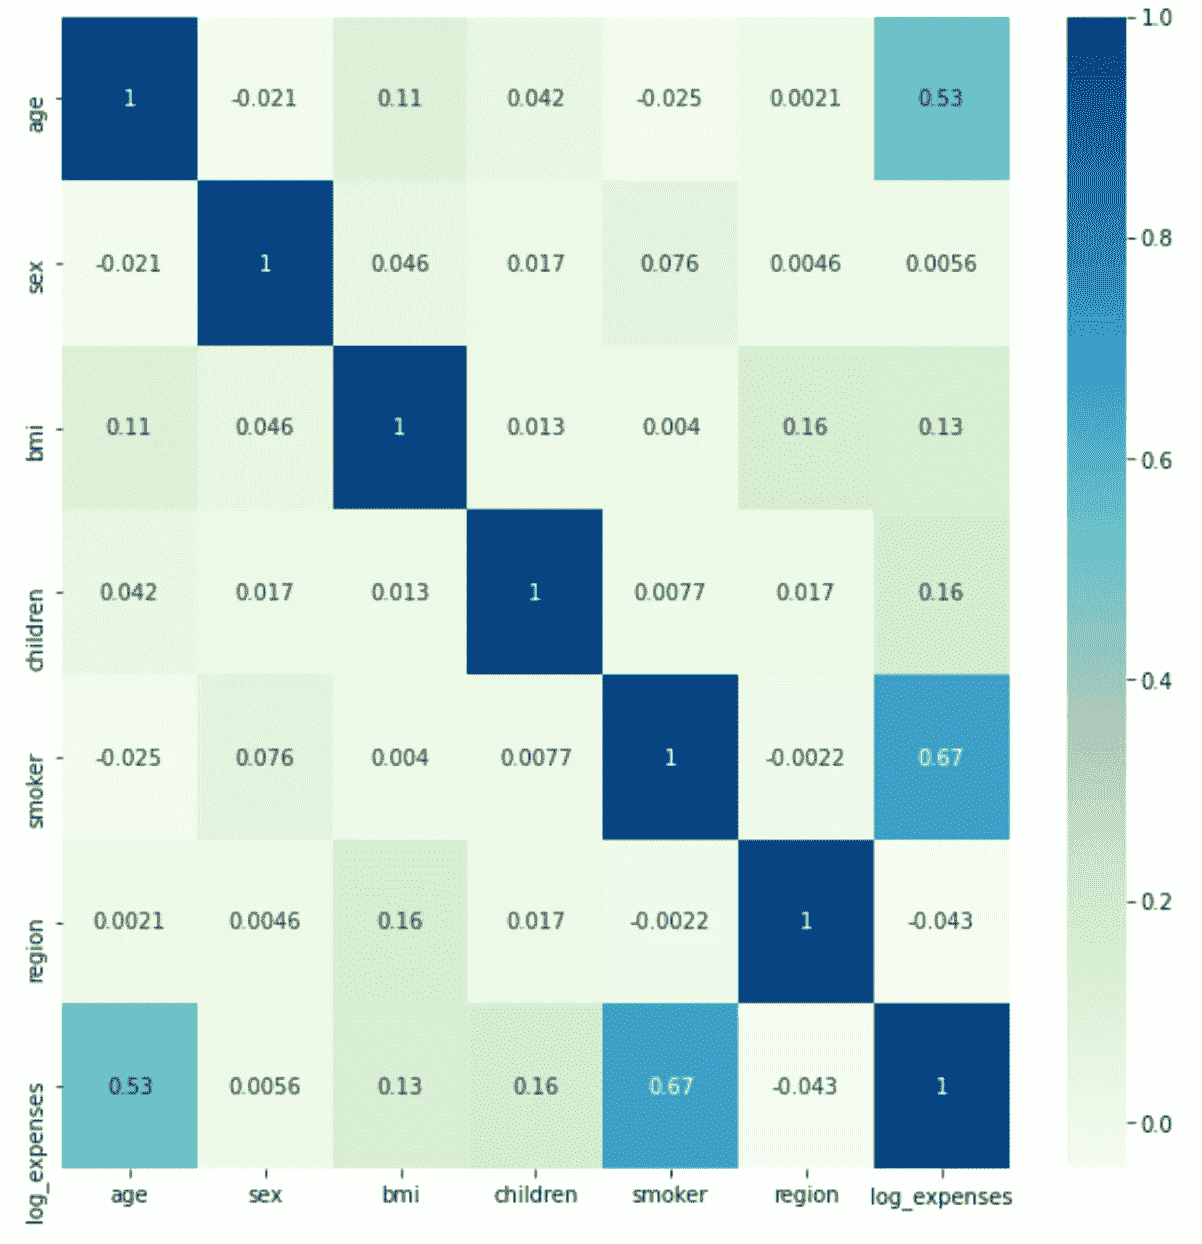 age 1 -0.021 0.11 0.042 -0.025 0.0021 0.53
sex -0.021 1 0.046 0.017 0.076 0.0046 0.0056
bmi 0.11 0.046 1 0.013 0.004 0.16 0.13
children 0.042 0.017 0.013 1 0.0077 0.017 0.16
smoker -0.025 0.076 0.004 0.0077 1 -0.0022 0.67
region 0.0021 0.0046 0.16 0.017 -0.0022 1 -0.043
log_expenses 0.53 0.0056 0.13 0.16 0.67 -0.043 1
age sex bmi children smoker region log_expenses
1.0
0.8
0.6
0.4
0.2
0.0